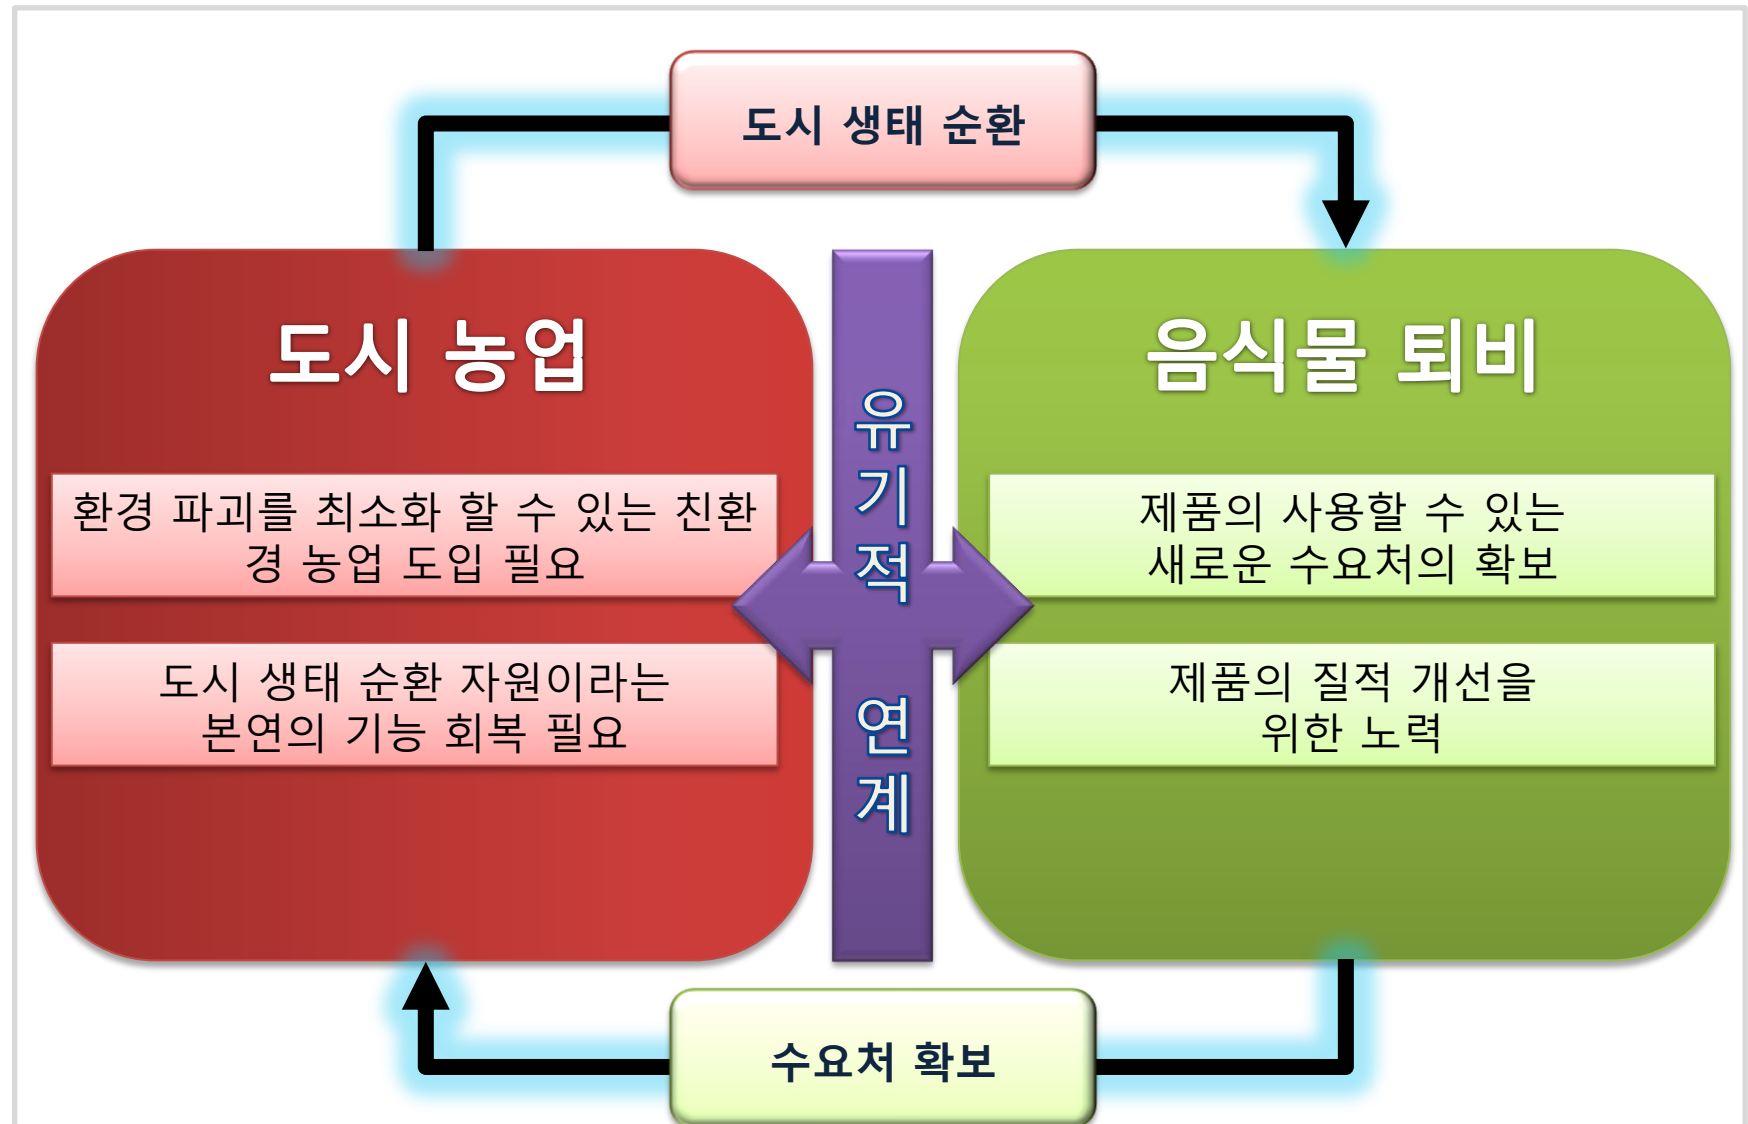 도시 생태 순환
도시 농업
환경 파괴를 최소화 할 수 있는 친환
경 농업 도입 필요
도시 생태 순환 자원이라는
본연의 기능 회복 필요
유
기
적
연
계
음식물 퇴비
제품의 사용할 수 있는
새로운 수요처의 확보
제품의 질적 개선을
위한 노력
수요처 확보